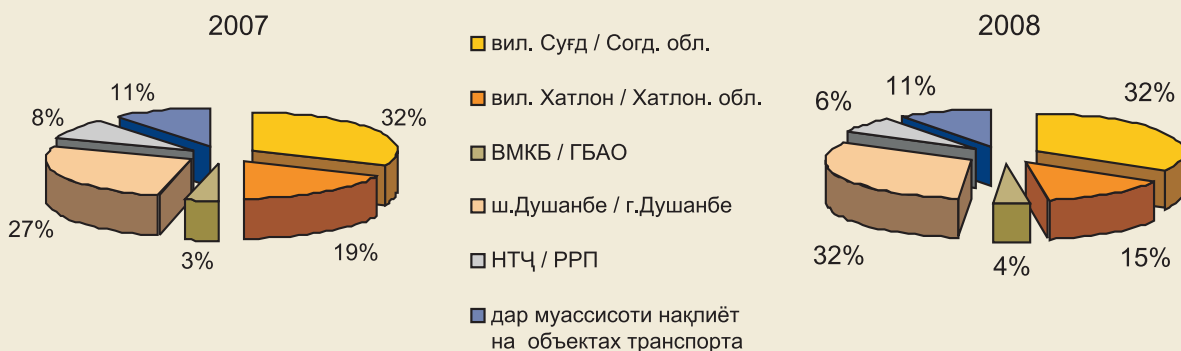 2007
11%
8%
32%
27%
3%
19%
вил. Суғд / Согд. обл.
вил. Хатлон / Хатлон. обл.
ВМКБ / ГБАО
ш.Душанбе / г.Душанбе
НТҶ / РРП
дар муассисоти нақлиёт
на объектах транспорта
2008
11%
6%
32%
32%
4%
15%